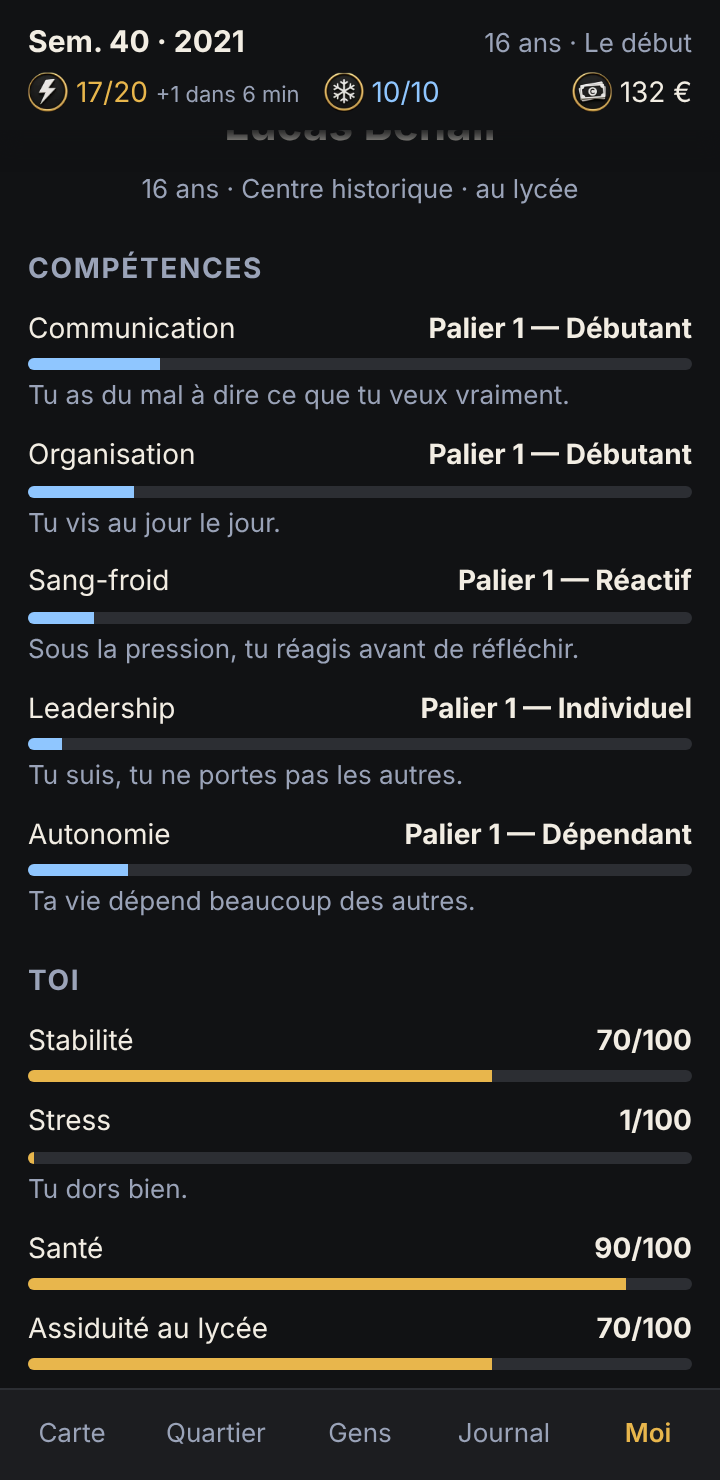 Sem. 40 · 2021
16 ans · Le début
17/20 +1 dans 6 min 10/10 132 €
16 ans · Centre historique · au lycée
COMPÉTENCES
Communication Palier 1 — Débutant
Tu as du mal à dire ce que tu veux vraiment.
Organisation Palier 1 — Débutant
Tu vis au jour le jour.
Sang-froid Palier 1 — Réactif
Sous la pression, tu réagis avant de réfléchir.
Leadership Palier 1 — Individuel
Tu suis, tu ne portes pas les autres.
Autonomie Palier 1 — Dépendant
Ta vie dépend beaucoup des autres.
TOI
Stabilité 70/100
Stress 1/100
Tu dors bien.
Santé 90/100
Assiduité au lycée 70/100
Carte Quartier Gens Journal Moi